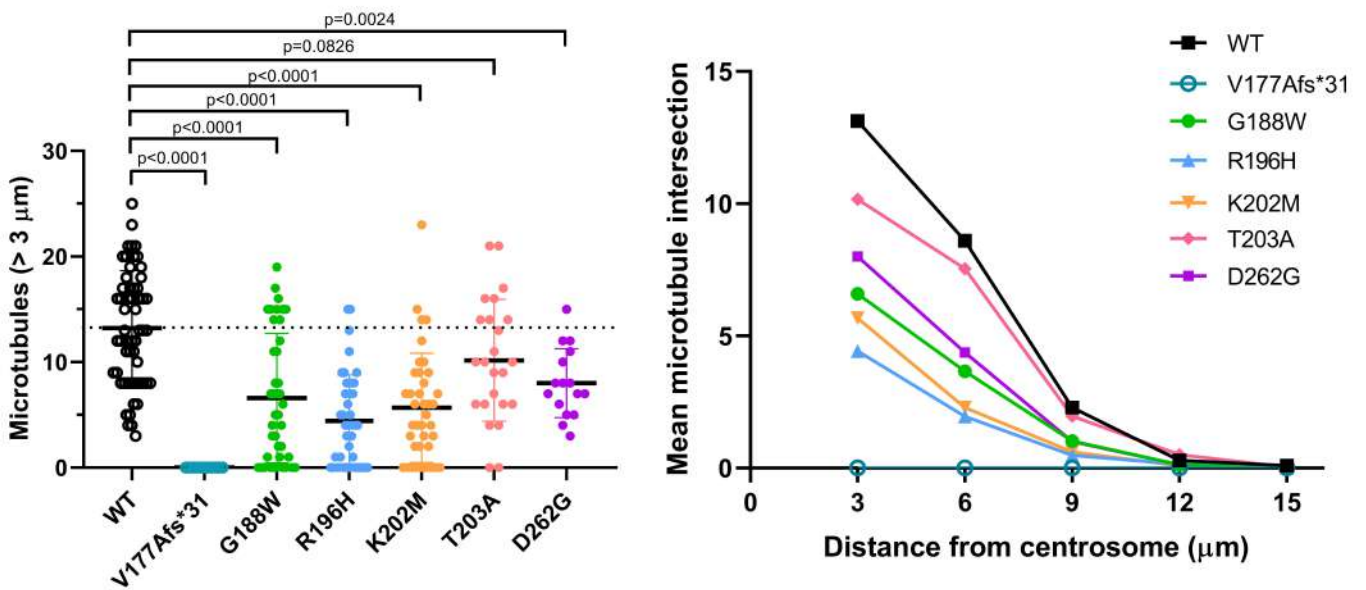 p=0.0024
p=0.0826
p<0.0001
p<0.0001
p<0.0001
p<0.0001
Microtubules (> 3 μm)
30
20
10
0
WT
V177Afs*31
G188W
R196H
K202M
T203A
D262G
Mean microtubule intersection
15
10
5
0
0
3
6
9
12
15
Distance from centrosome (μm)
WT
V177Afs*31
G188W
R196H
K202M
T203A
D262G